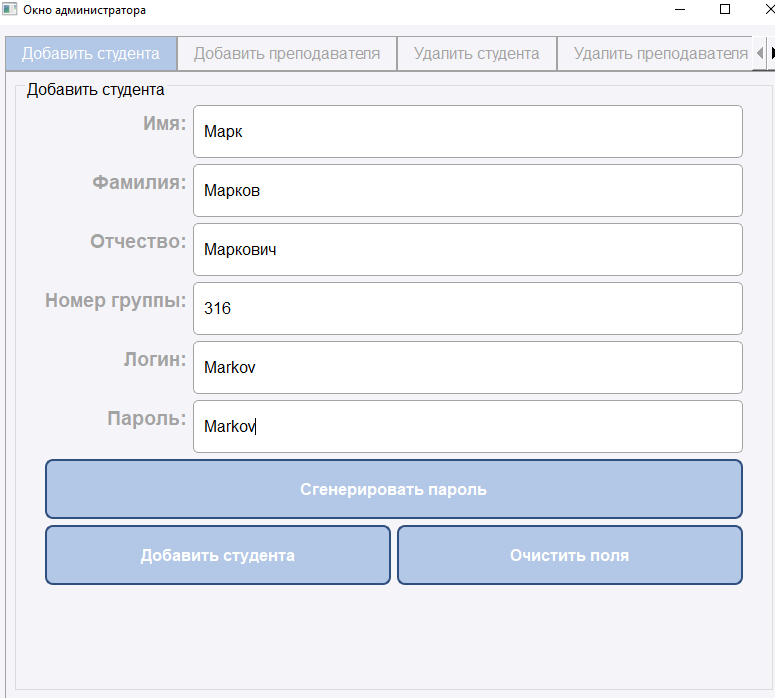 Окно администратора
Добавить студента Добавить преподавателя Удалить студента Удалить преподавателя
Добавить студента
Имя: Марк
Фамилия: Марков
Отчество: Маркович
Номер группы: 316
Логин: Markov
Пароль: Markov
Сгенерировать пароль
Добавить студента Очистить поля